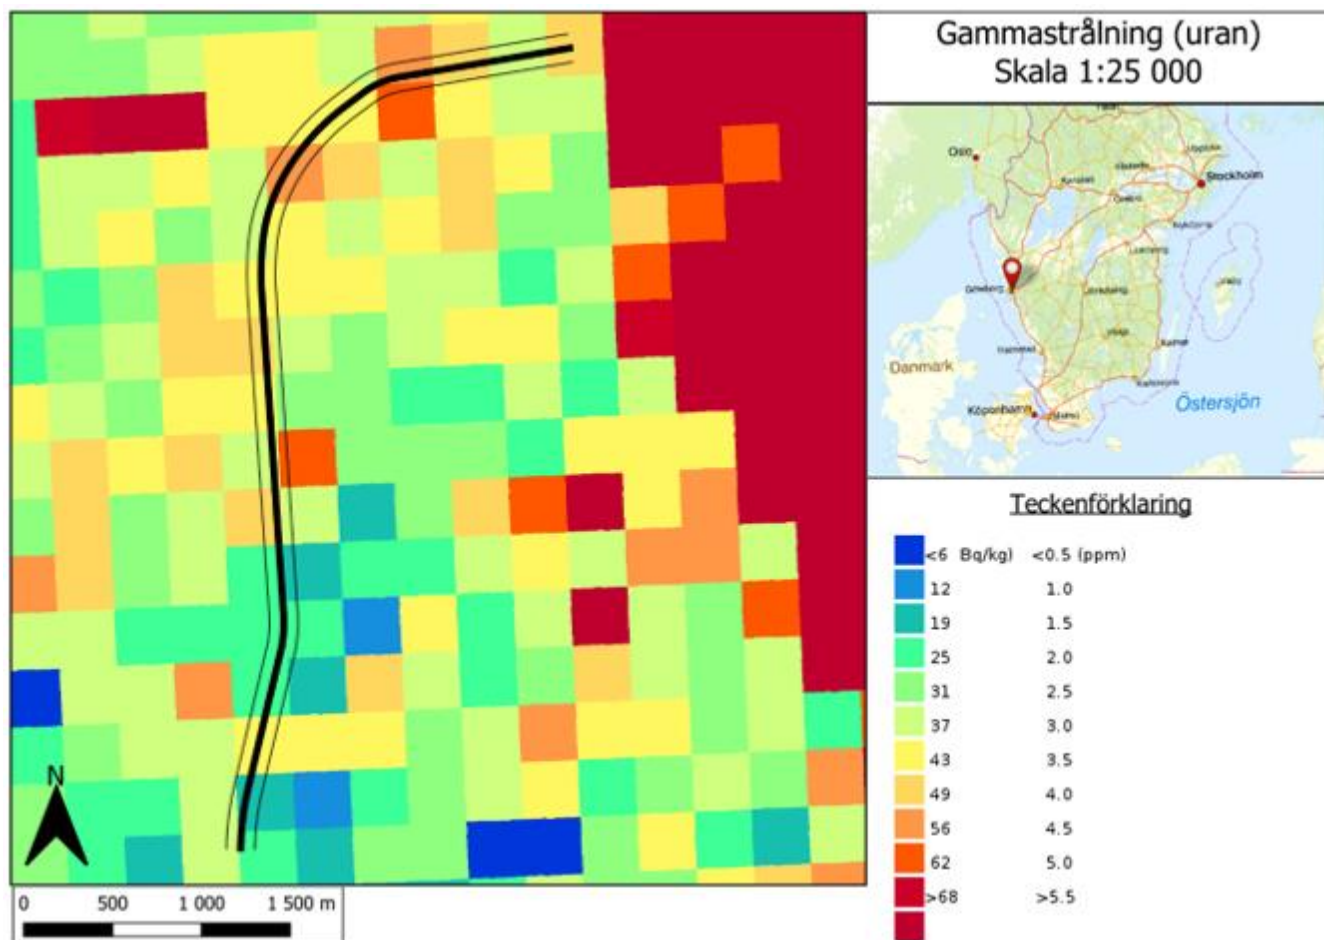 Gammastrålning (uran)
Skala 1:25 000
Oslo
Stockholm
Göteborg
Halmstad
Kalmar
Danmark
Köpenhamn
Malmö
Östersjön
Teckenförklaring
<6 Bq/kg) <0.5 (ppm)
12 1.0
19 1.5
25 2.0
31 2.5
37 3.0
43 3.5
49 4.0
56 4.5
62 5.0
>68 >5.5
N
0 500 1 000 1 500 m